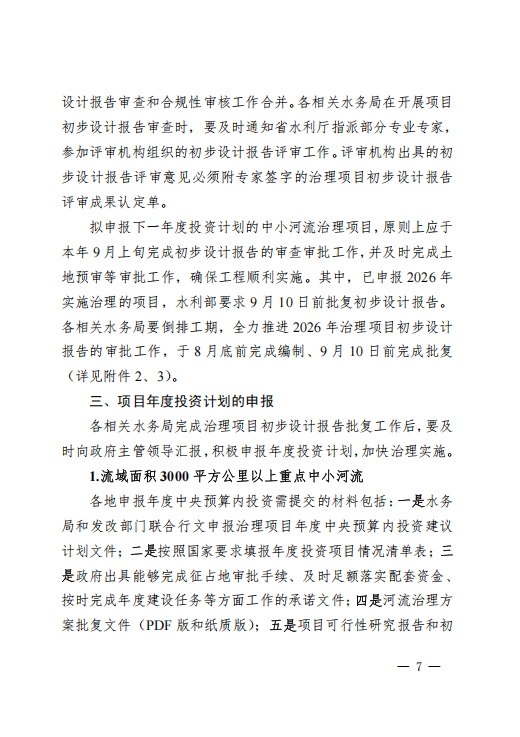 设计报告审查和合规性审核工作合并。各相关水务局在开展项目
初步设计报告审查时，要及时通知省水利厅指派部分专业专家，
参加评审机构组织的初步设计报告评审工作。评审机构出具的初
步设计报告评审意见必须附专家签字的治理项目初步设计报告
评审成果认定单。
拟申报下一年度投资计划的中小河流治理项目，原则上应于
本年 9 月上旬完成初步设计报告的审查审批工作，并及时完成土
地预审等审批工作，确保工程顺利实施。其中，已申报 2026 年
实施治理的项目，水利部要求 9 月 10 日前批复初步设计报告。
各相关水务局要倒排工期，全力推进 2026 年治理项目初步设计
报告的审批工作，于 8 月底前完成编制、9 月 10 日前完成批复
（详见附件 2、3）。
三、项目年度投资计划的申报
各相关水务局完成治理项目初步设计报告批复工作后，要及
时向政府主管领导汇报，积极申报年度投资计划，加快治理实施。
1.流域面积 3000 平方公里以上重点中小河流
各地申报年度中央预算内投资需提交的材料包括：一是水务
局和发改部门联合行文申报治理项目年度中央预算内投资建议
计划文件；二是按照国家要求填报年度投资项目情况清单表；三
是政府出具能够完成征占地审批手续、及时足额落实配套资金、
按时完成年度建设任务等方面工作的承诺文件；四是河流治理方
案批复文件（PDF 版和纸质版）；五是项目可行性研究报告和初
— 7 —